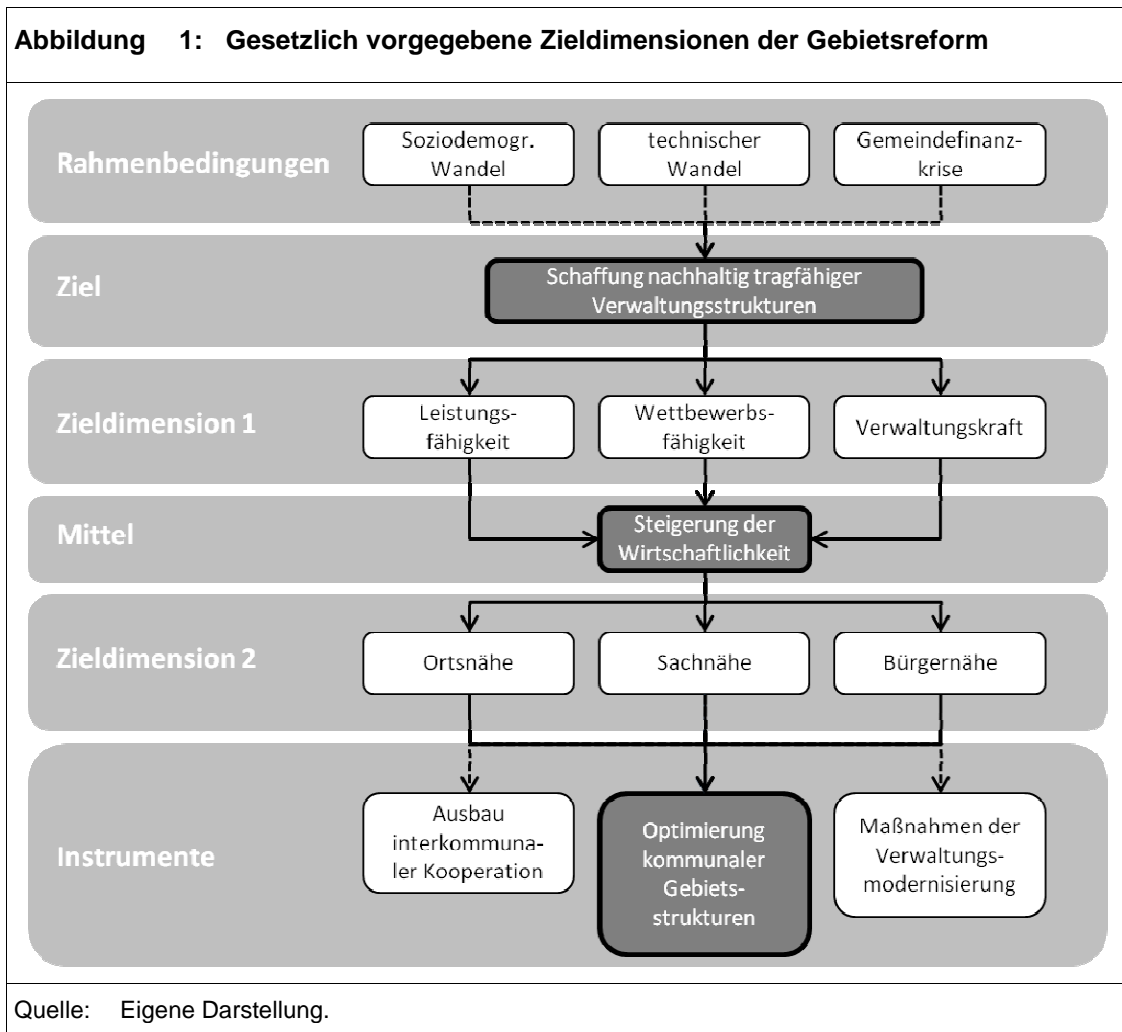 Abbildung 1: Gesetzlich vorgegebene Zieldimensionen der Gebietsreform
Rahmenbedingungen
Soziodemogr.
Wandel
technischer
Wandel
Gemeindefinanz-
krise
Ziel
Schaffung nachhaltig tragfähiger
Verwaltungsstrukturen
Zieldimension 1
Leistungs-
fähigkeit
Wettbewerbs-
fähigkeit
Verwaltungskraft
Mittel
Steigerung der
Wirtschaftlichkeit
Zieldimension 2
Ortsnähe
Sachnähe
Bürgernähe
Instrumente
Ausbau
interkommuna-
ler Kooperation
Optimierung
kommunaler
Gebiets-
strukturen
Maßnahmen der
Verwaltungs-
modernisierung
Quelle: Eigene Darstellung.